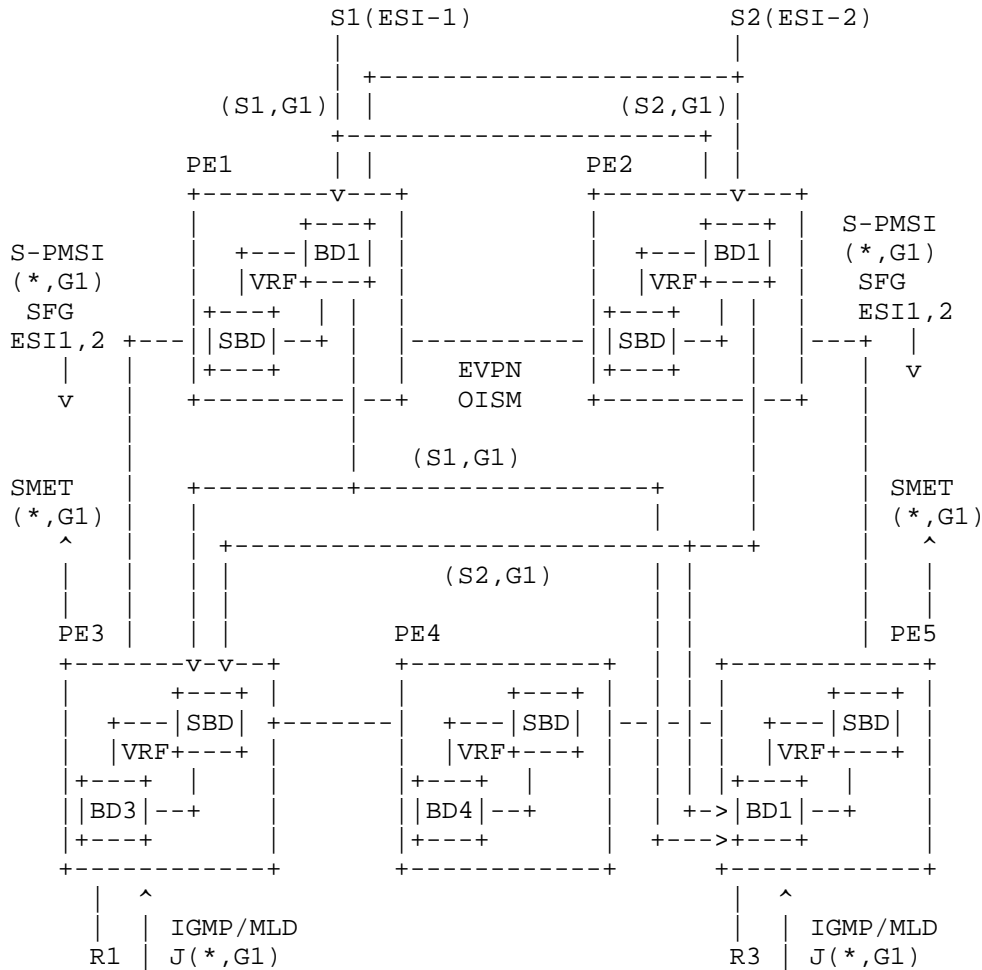 S1(ESI-1) S2(ESI-2)
(S1,G1) (S2,G1)
PE1 PE2
S-PMSI
BD1 BD1 S-PMSI
(*,G1) VRF VRF (*,G1)
SFG SFG
ESI1,2 SBD SBD ESI1,2
EVPN
v OISM v
(S1,G1)
SMET SMET
(*,G1) (*,G1)
(S2,G1)
PE3 PE4 PE5
SBD SBD SBD
VRF VRF VRF
BD3 BD4 BD1
IGMP/MLD IGMP/MLD
R1 J(*,G1) R3 J(*,G1)